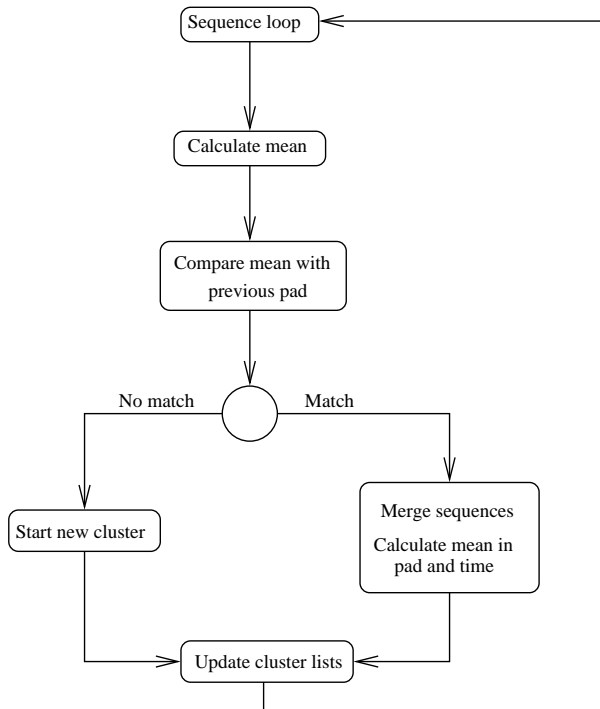 Sequence loop
Calculate mean
Compare mean with
previous pad
No match
Match
Start new cluster
Merge sequences
Calculate mean in
pad and time
Update cluster lists